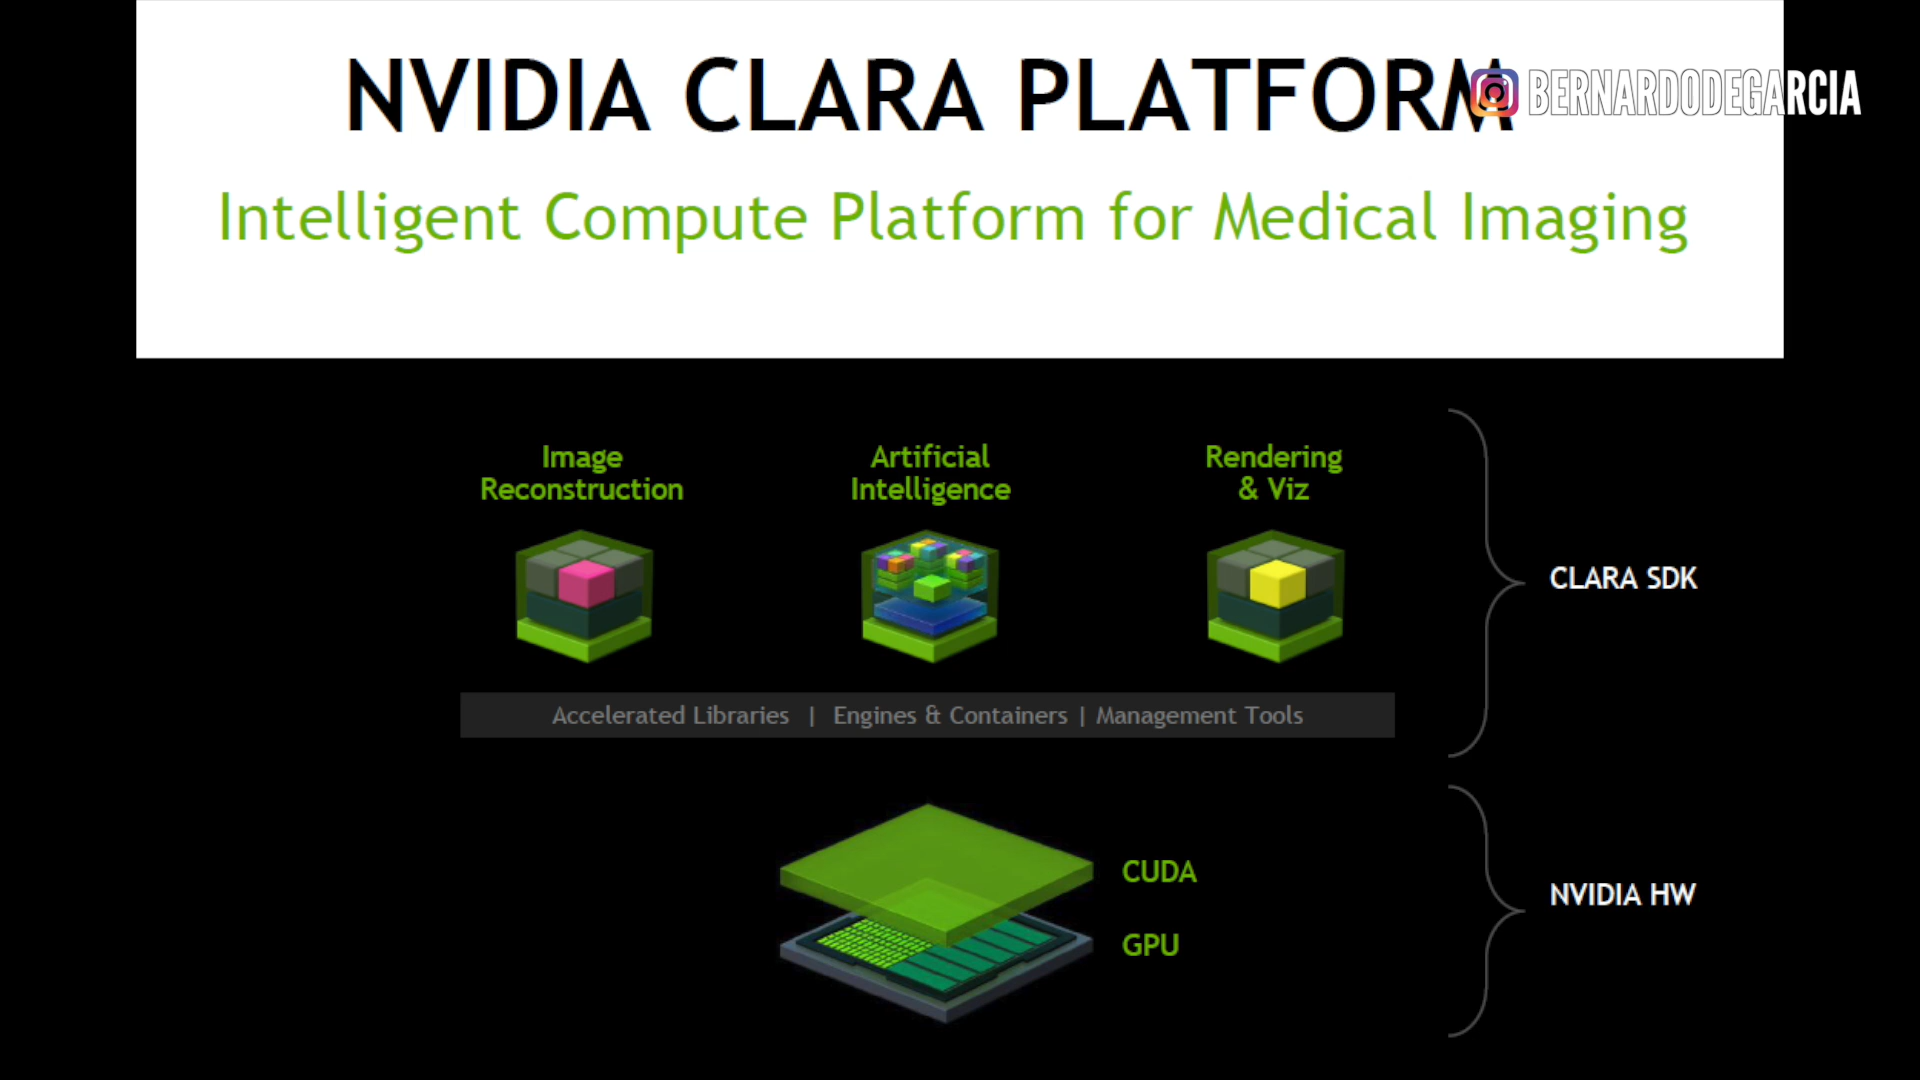 NVIDIA CLARA PLATFORM
BERNARDODEGARCIA
Intelligent Compute Platform for Medical Imaging
Image
Reconstruction
Artificial
Intelligence
Rendering
& Viz
CLARA SDK
Accelerated Libraries | Engines & Containers | Management Tools
CUDA
GPU
NVIDIA HW